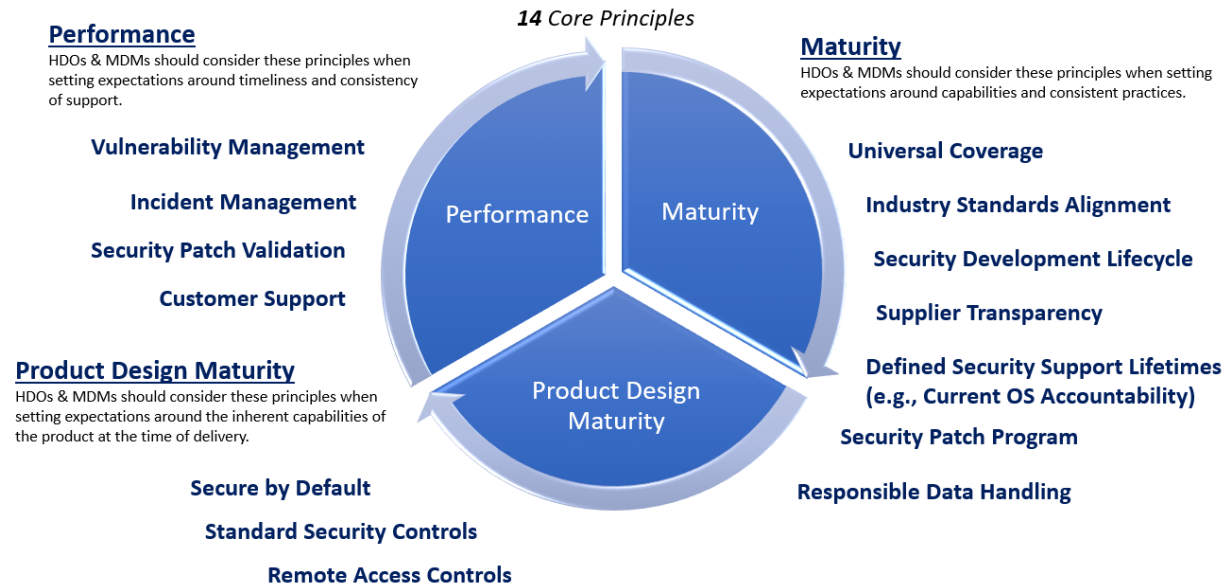 14 Core Principles
Performance
HDOs & MDMs should consider these principles when
setting expectations around timeliness and consistency
of support.
Vulnerability Management
Incident Management
Security Patch Validation
Customer Support
Maturity
HDOs & MDMs should consider these principles when setting
expectations around capabilities and consistent practices.
Universal Coverage
Industry Standards Alignment
Security Development Lifecycle
Supplier Transparency
Defined Security Support Lifetimes
(e.g., Current OS Accountability)
Security Patch Program
Responsible Data Handling
Performance
Maturity
Product Design
Maturity
Product Design Maturity
HDOs & MDMs should consider these principles when
setting expectations around the inherent capabilities of
the product at the time of delivery.
Secure by Default
Standard Security Controls
Remote Access Controls